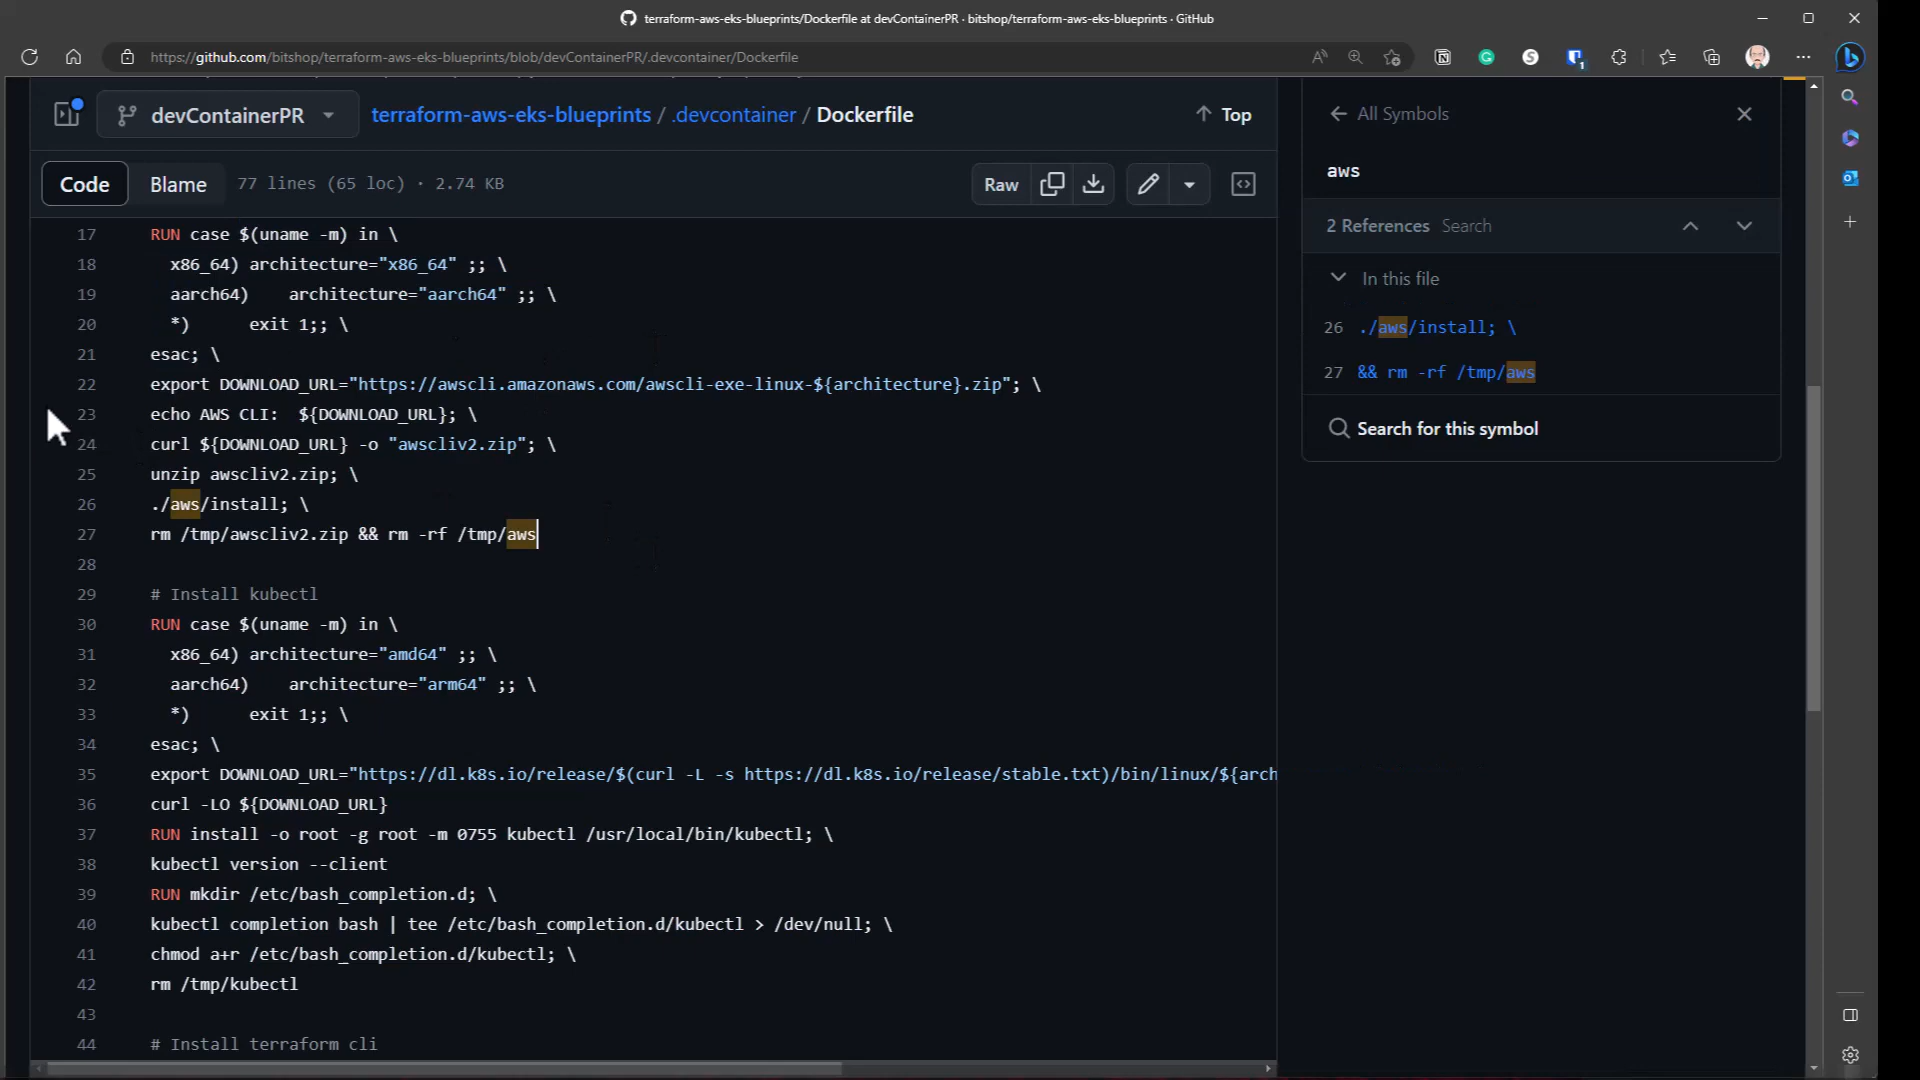 terraform-aws-eks-blueprints/Dockerfile at devContainerPR · bitshop/terraform-aws-eks-blueprints · GitHub
https://github.com/bitshop/terraform-aws-eks-blueprints/blob/devContainerPR/.devcontainer/Dockerfile
devContainerPR
terraform-aws-eks-blueprints / .devcontainer / Dockerfile
Top
Code
Blame
77 lines (65 loc) · 2.74 KB
Raw
17 RUN case $(uname -m) in \
18 x86_64) architecture="x86_64" ;; \
19 aarch64) architecture="aarch64" ;; \
20 *) exit 1;; \
21 esac; \
22 export DOWNLOAD_URL="https://awscli.amazonaws.com/awscli-exe-linux-${architecture}.zip"; \
23 echo AWS CLI: ${DOWNLOAD_URL}; \
24 curl ${DOWNLOAD_URL} -o "awscliv2.zip"; \
25 unzip awscliv2.zip; \
26 ./aws/install; \
27 rm /tmp/awscliv2.zip && rm -rf /tmp/aws
28
29 # Install kubectl
30 RUN case $(uname -m) in \
31 x86_64) architecture="amd64" ;; \
32 aarch64) architecture="arm64" ;; \
33 *) exit 1;; \
34 esac; \
35 export DOWNLOAD_URL="https://dl.k8s.io/release/$(curl -L -s https://dl.k8s.io/release/stable.txt)/bin/linux/${arch
36 curl -LO ${DOWNLOAD_URL}
37 RUN install -o root -g root -m 0755 kubectl /usr/local/bin/kubectl; \
38 kubectl version --client
39 RUN mkdir /etc/bash_completion.d; \
40 kubectl completion bash | tee /etc/bash_completion.d/kubectl > /dev/null; \
41 chmod a+r /etc/bash_completion.d/kubectl; \
42 rm /tmp/kubectl
43
44 # Install terraform cli
All Symbols
aws
2 References Search
In this file
26 ./aws/install; \
27 && rm -rf /tmp/aws
Search for this symbol